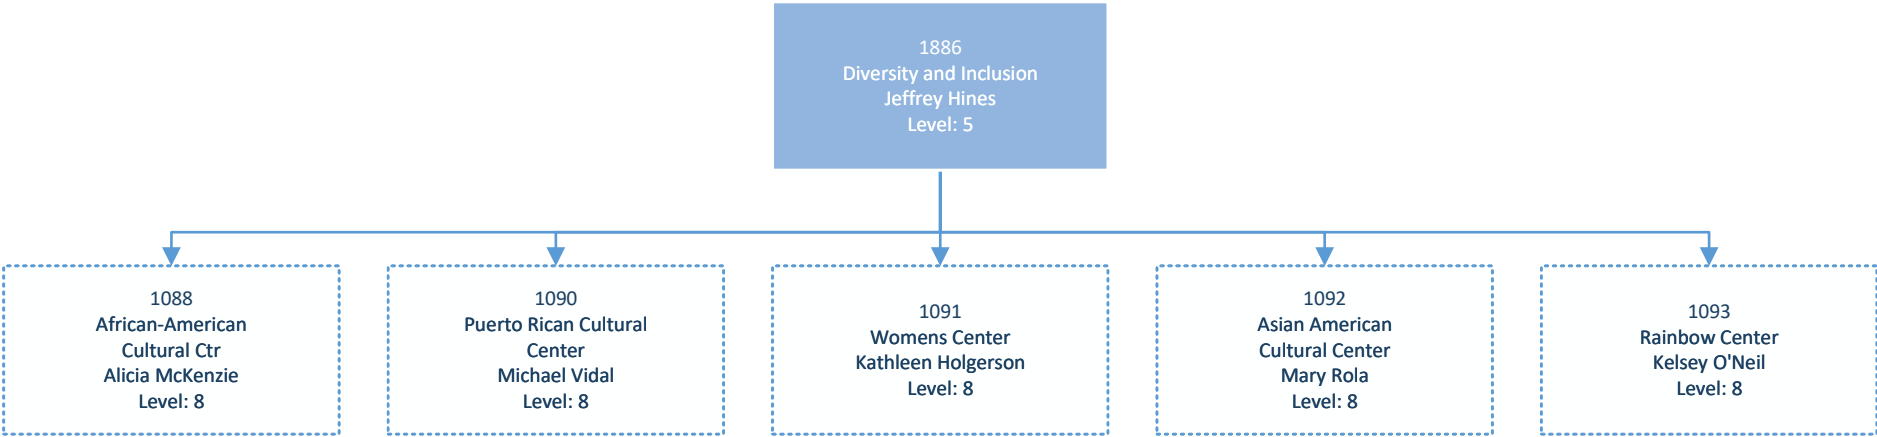 1886
Diversity and Inclusion
Jeffrey Hines
Level: 5
1088
African-American
Cultural Ctr
Alicia McKenzie
Level: 8
1090
Puerto Rican Cultural
Center
Michael Vidal
Level: 8
1091
Womens Center
Kathleen Holgerson
Level: 8
1092
Asian American
Cultural Center
Mary Rola
Level: 8
1093
Rainbow Center
Kelsey O'Neil
Level: 8